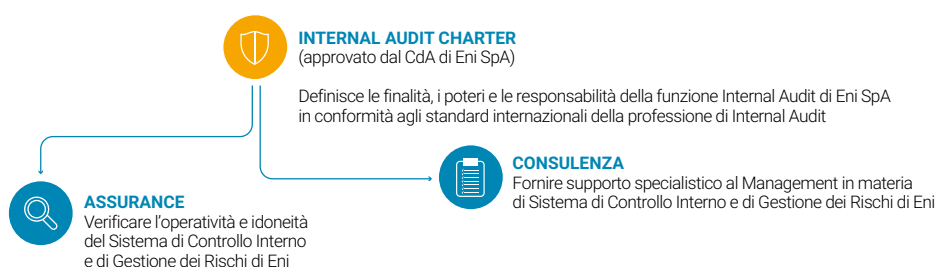 INTERNAL AUDIT CHARTER
(approvato dal CdA di Eni SpA)
Definisce le finalità, i poteri e le responsabilità della funzione Internal Audit di Eni SpA
in conformità agli standard internazionali della professione di Internal Audit
CONSULENZA
Fornire supporto specialistico al Management in materia
di Sistema di Controllo Interno e di Gestione dei Rischi di Eni
ASSURANCE
Verificare l'operatività e idoneità
del Sistema di Controllo Interno
e di Gestione dei Rischi di Eni